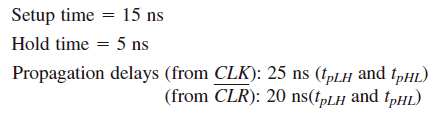 Setup time = 15 ns
Hold time = 5 ns
Propagation delays (from CLK): 25 ns (tpLH and tpHL)
(from C̅L̅R̅): 20 ns(tpLH and tpHL)